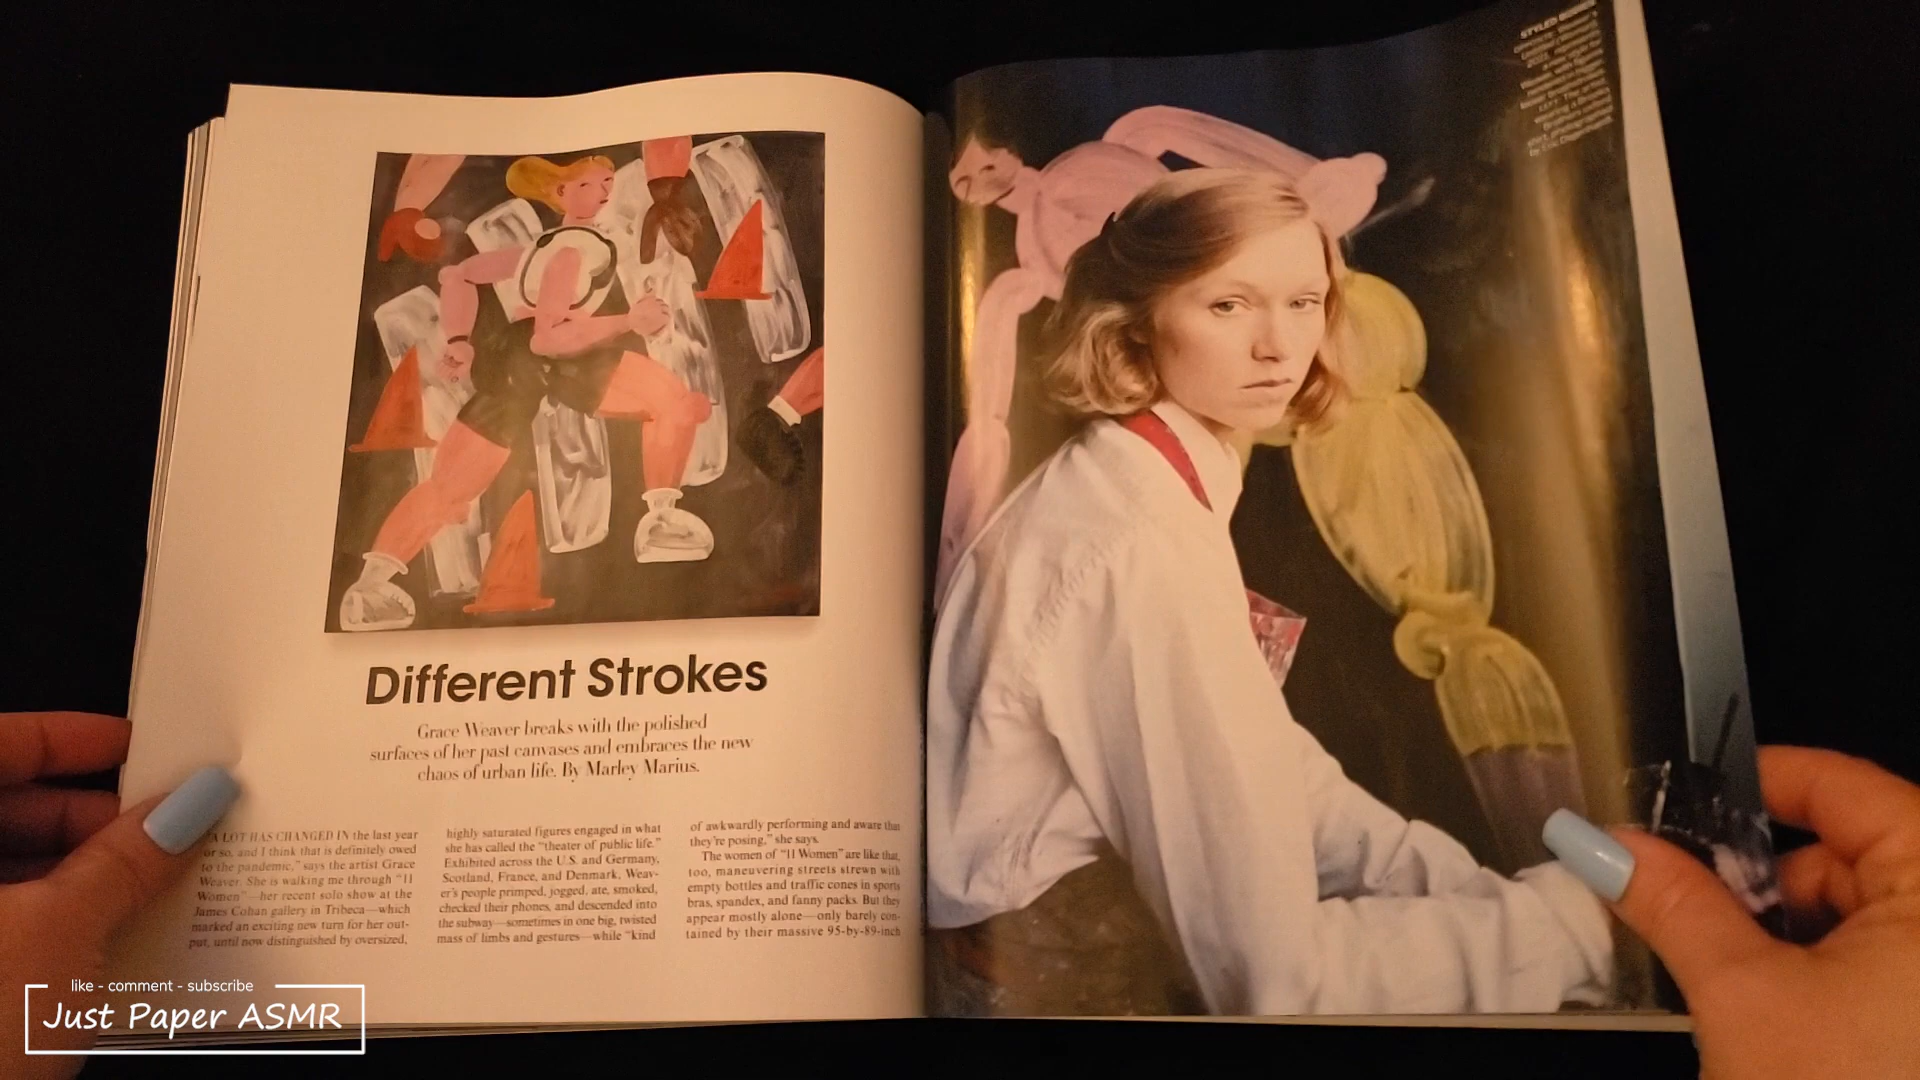 Different Strokes
Grace Weaver breaks with the polished
surfaces of her past canvases and embraces the new
chaos of urban life. By Marley Marius.
"A LOT HAS CHANGED IN the last year
or so, and I think that is definitely owed
to the pandemic," says the artist Grace
Weaver. She is walking me through "11
Women"—her recent solo show at the
James Cohan gallery in Tribeca—which
marked an exciting new turn for her out-
put, until now distinguished by oversized,
highly saturated figures engaged in what
she has called the "theater of public life."
Exhibited across the U.S. and Germany,
Scotland, France, and Denmark, Weav-
er's people primped, jogged, ate, smoked,
checked their phones, and descended into
the subway—sometimes in one big, twisted
mass of limbs and gestures—while "kind
of awkwardly performing and aware that
they're posing," she says.
The women of "11 Women" are like that,
too, maneuvering streets strewn with
empty bottles and traffic cones in sports
bras, spandex, and fanny packs. But they
appear mostly alone—only barely con-
tained by their massive 95-by-89-inch
like - comment - subscribe
Just Paper ASMR